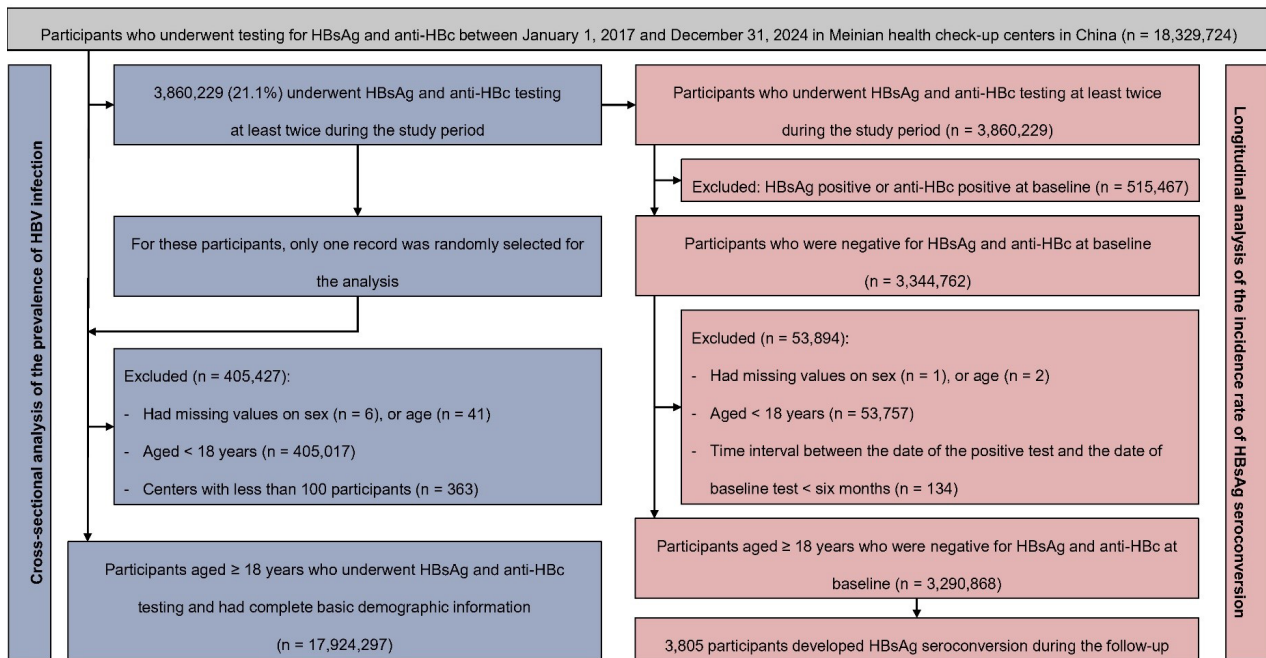 Participants who underwent testing for HBsAg and anti-HBc between January 1, 2017 and December 31, 2024 in Meinian health check-up centers in China (n = 18,329,724)
Cross-sectional analysis of the prevalence of HBV infection
3,860,229 (21.1%) underwent HBsAg and anti-HBc testing
at least twice during the study period
For these participants, only one record was randomly selected for
the analysis
Excluded (n = 405,427):
- Had missing values on sex (n = 6), or age (n = 41)
- Aged < 18 years (n = 405,017)
- Centers with less than 100 participants (n = 363)
Participants aged ≥ 18 years who underwent HBsAg and anti-HBc
testing and had complete basic demographic information
(n = 17,924,297)
Participants who underwent HBsAg and anti-HBc testing at least twice
during the study period (n = 3,860,229)
Excluded: HBsAg positive or anti-HBc positive at baseline (n = 515,467)
Participants who were negative for HBsAg and anti-HBc at baseline
(n = 3,344,762)
Excluded (n = 53,894):
- Had missing values on sex (n = 1), or age (n = 2)
- Aged < 18 years (n = 53,757)
- Time interval between the date of the positive test and the date of
baseline test < six months (n = 134)
Participants aged ≥ 18 years who were negative for HBsAg and anti-HBc at
baseline (n = 3,290,868)
3,805 participants developed HBsAg seroconversion during the follow-up
Longitudinal analysis of the incidence rate of HBsAg seroconversion